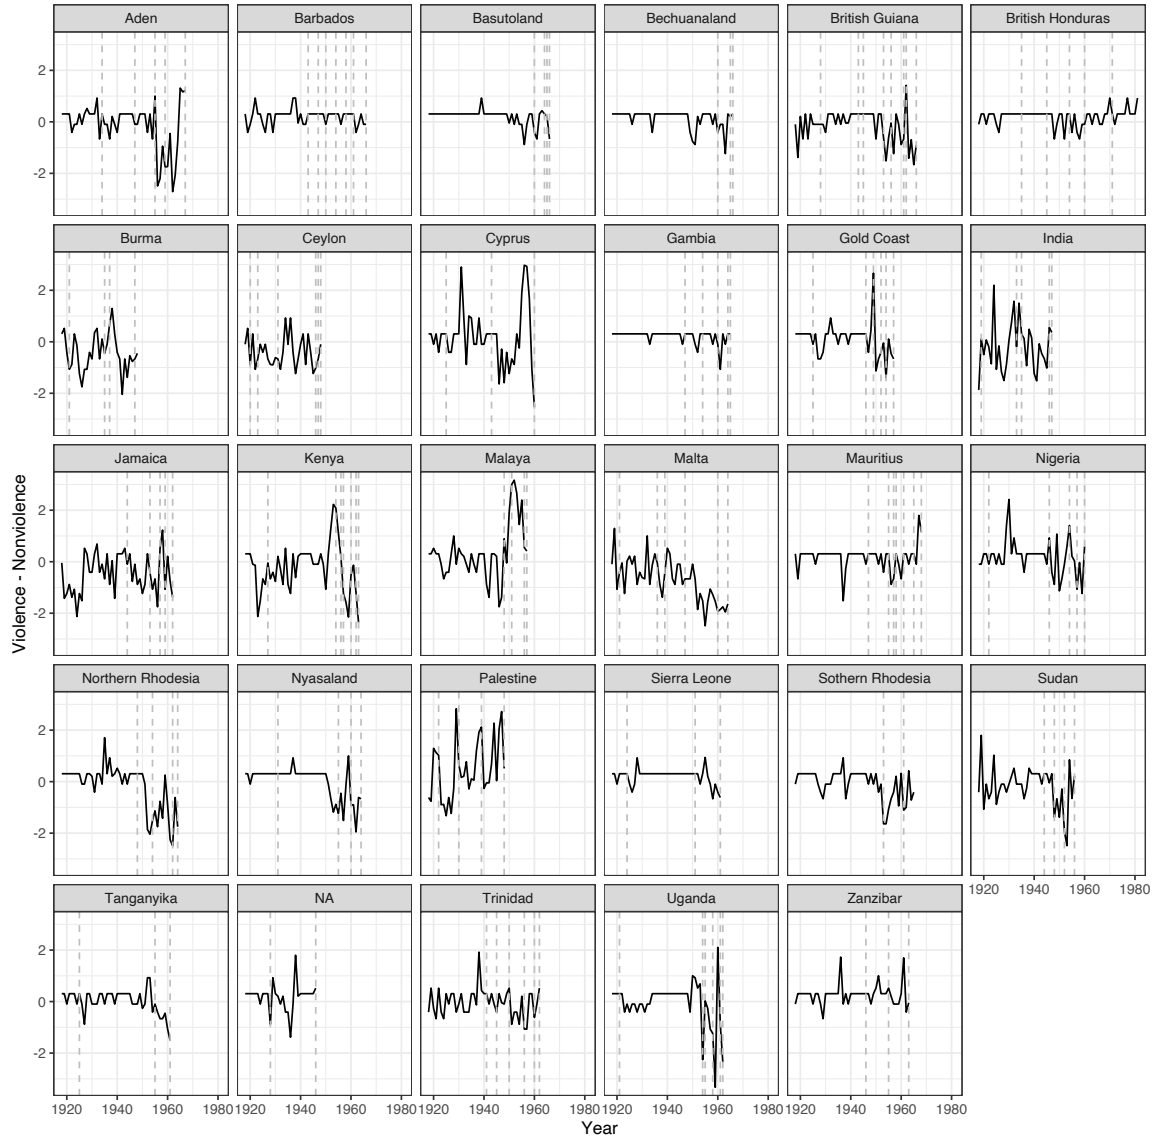 Aden Barbados Basutoland Bechuanaland British Guiana British Honduras
2
0
-2
Burma Ceylon Cyprus Gambia Gold Coast India
2
0
-2
Jamaica Kenya Malaya Malta Mauritius Nigeria
2
0
-2
Violence - Nonviolence
Northern Rhodesia Nyasaland Palestine Sierra Leone Sothern Rhodesia Sudan
2
0
-2
1920 1940 1960 1980
Tanganyika NA Trinidad Uganda Zanzibar
2
0
-2
1920 1940 1960 1980 1920 1940 1960 1980 1920 1940 1960 1980 1920 1940 1960 1980 1920 1940 1960 1980
Year